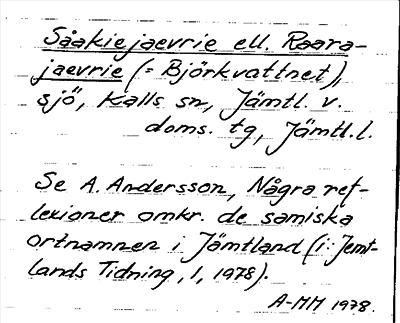 Såakiejaevrie ell. Raara-
jaevrie (= Björkvattnet),
sjö, Kalls sn, Jämtl. v.
doms. tg, Jämtl.l.
Se A. Andersson, Några ref-
lexioner omkr. de samiska
ortnamnen i Jämtland (i: Jemt-
lands Tidning, 1, 1978).
A-MM 1978.